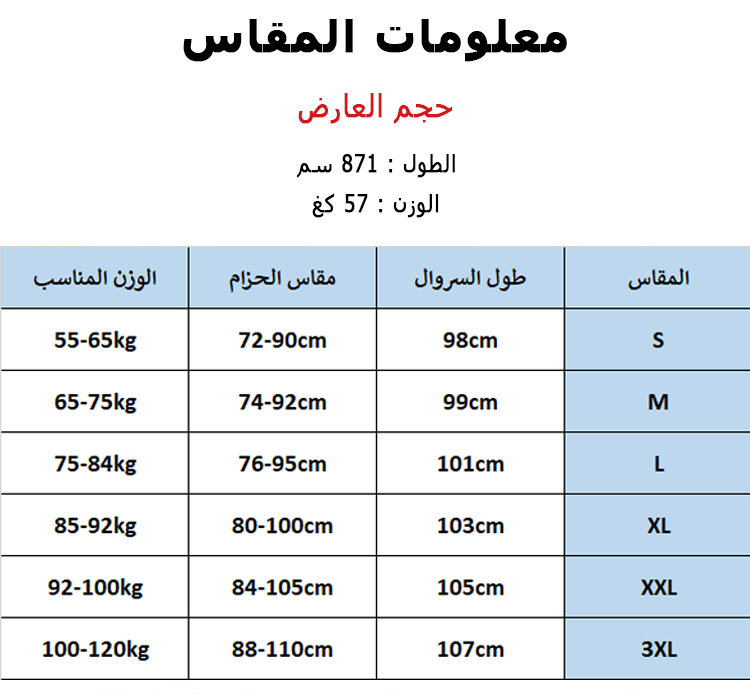 معلومات المقاس
حجم العارض
الطول : 871 سم
الوزن : 57 كغ
المقاس طول السروال مقاس الحزام الوزن المناسب
S 98cm 72-90cm 55-65kg
M 99cm 74-92cm 65-75kg
L 101cm 76-95cm 75-84kg
XL 103cm 80-100cm 85-92kg
XXL 105cm 84-105cm 92-100kg
3XL 107cm 88-110cm 100-120kg